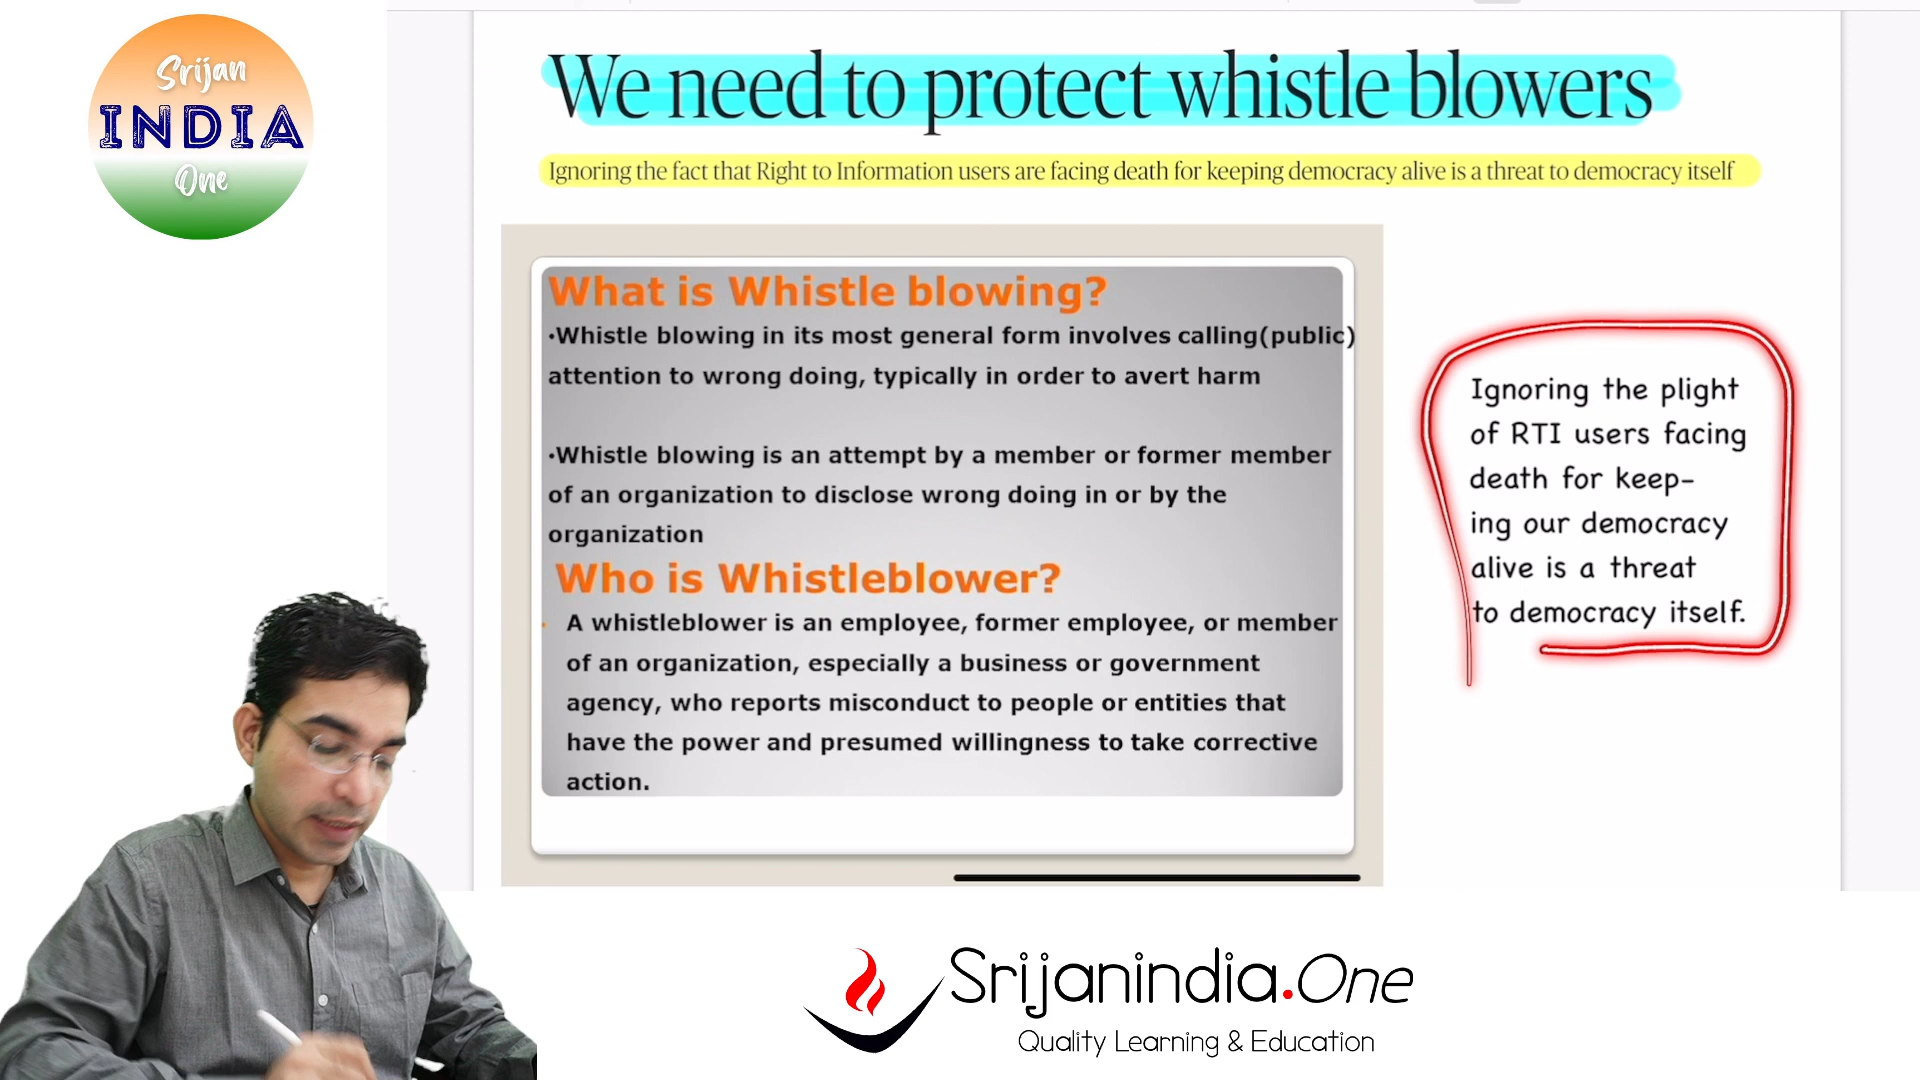 Srijan
INDIA
One
We need to protect whistle blowers
Ignoring the fact that Right to Information users are facing death for keeping democracy alive is a threat to democracy itself
What is Whistle blowing?
•Whistle blowing in its most general form involves calling(public)
attention to wrong doing, typically in order to avert harm
•Whistle blowing is an attempt by a member or former member
of an organization to disclose wrong doing in or by the
organization
Who is Whistleblower?
• A whistleblower is an employee, former employee, or member
of an organization, especially a business or government
agency, who reports misconduct to people or entities that
have the power and presumed willingness to take corrective
action.
Ignoring the plight
of RTI users facing
death for keep-
ing our democracy
alive is a threat
to democracy itself.
Srijanindia.One
Quality Learning & Education